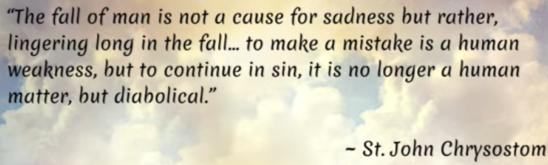 “The fall of man is not a cause for sadness but rather,
lingering long in the fall... to make a mistake is a human
weakness, but to continue in sin, it is no longer a human
matter, but diabolical.”
~ St. John Chrysostom